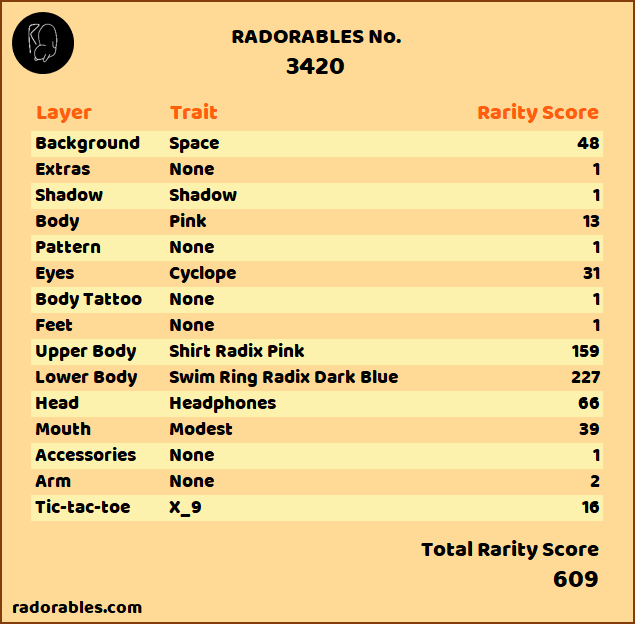 RADORABLES No.
3420
Layer Trait Rarity Score
Background Space 48
Extras None 1
Shadow Shadow 1
Body Pink 13
Pattern None 1
Eyes Cyclope 31
Body Tattoo None 1
Feet None 1
Upper Body Shirt Radix Pink 159
Lower Body Swim Ring Radix Dark Blue 227
Head Headphones 66
Mouth Modest 39
Accessories None 1
Arm None 2
Tic-tac-toe X_9 16
Total Rarity Score
609
radorables.com